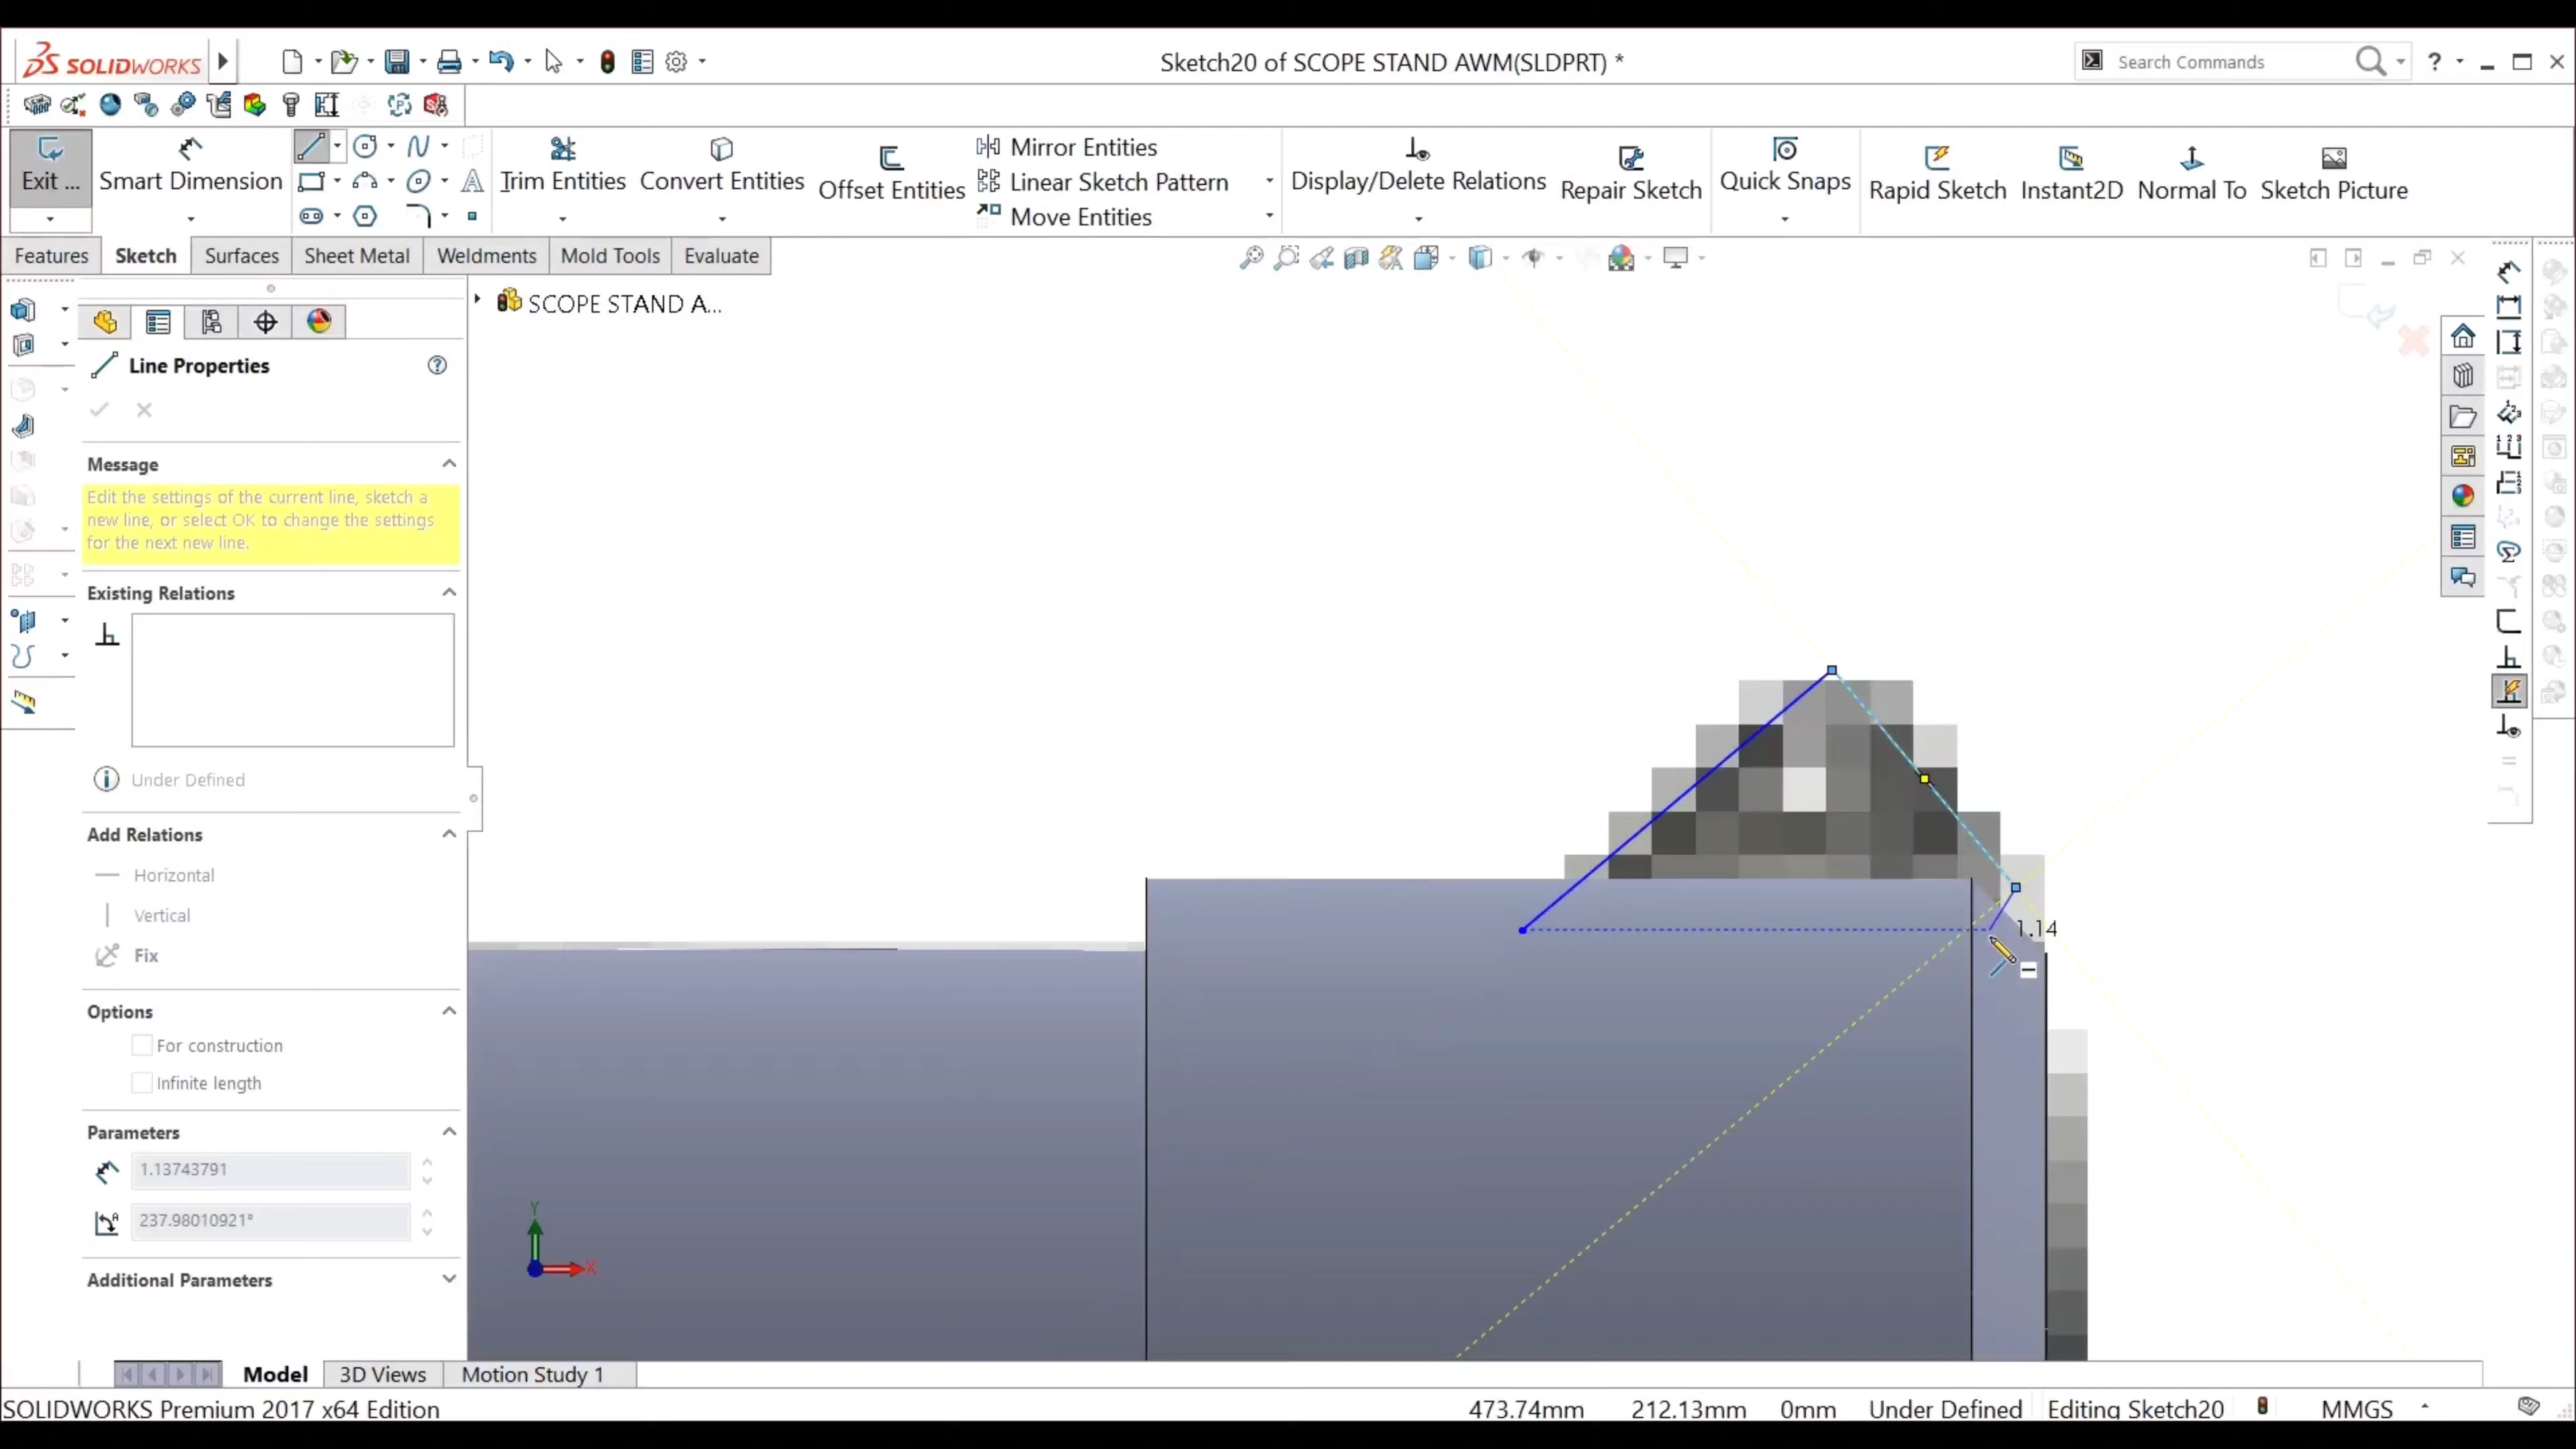 SOLIDWORKS
Sketch20 of SCOPE STAND AWM(SLDPRT) *
Search Commands
Exit ...
Smart Dimension
Trim Entities
Convert Entities
Offset Entities
Mirror Entities
Linear Sketch Pattern
Move Entities
Display/Delete Relations
Repair Sketch
Quick Snaps
Rapid Sketch
Instant2D
Normal To
Sketch Picture
Features
Sketch
Surfaces
Sheet Metal
Weldments
Mold Tools
Evaluate
SCOPE STAND A...
Line Properties
Message
Edit the settings of the current line, sketch a
new line, or select OK to change the settings
for the next new line.
Existing Relations
Under Defined
Add Relations
Horizontal
Vertical
Fix
Options
For construction
Infinite length
Parameters
1.13743791
237.98010921°
Additional Parameters
1.14
Y
X
Model
3D Views
Motion Study 1
SOLIDWORKS Premium 2017 x64 Edition
473.74mm
212.13mm
0mm
Under Defined
Editing Sketch20
MMGS